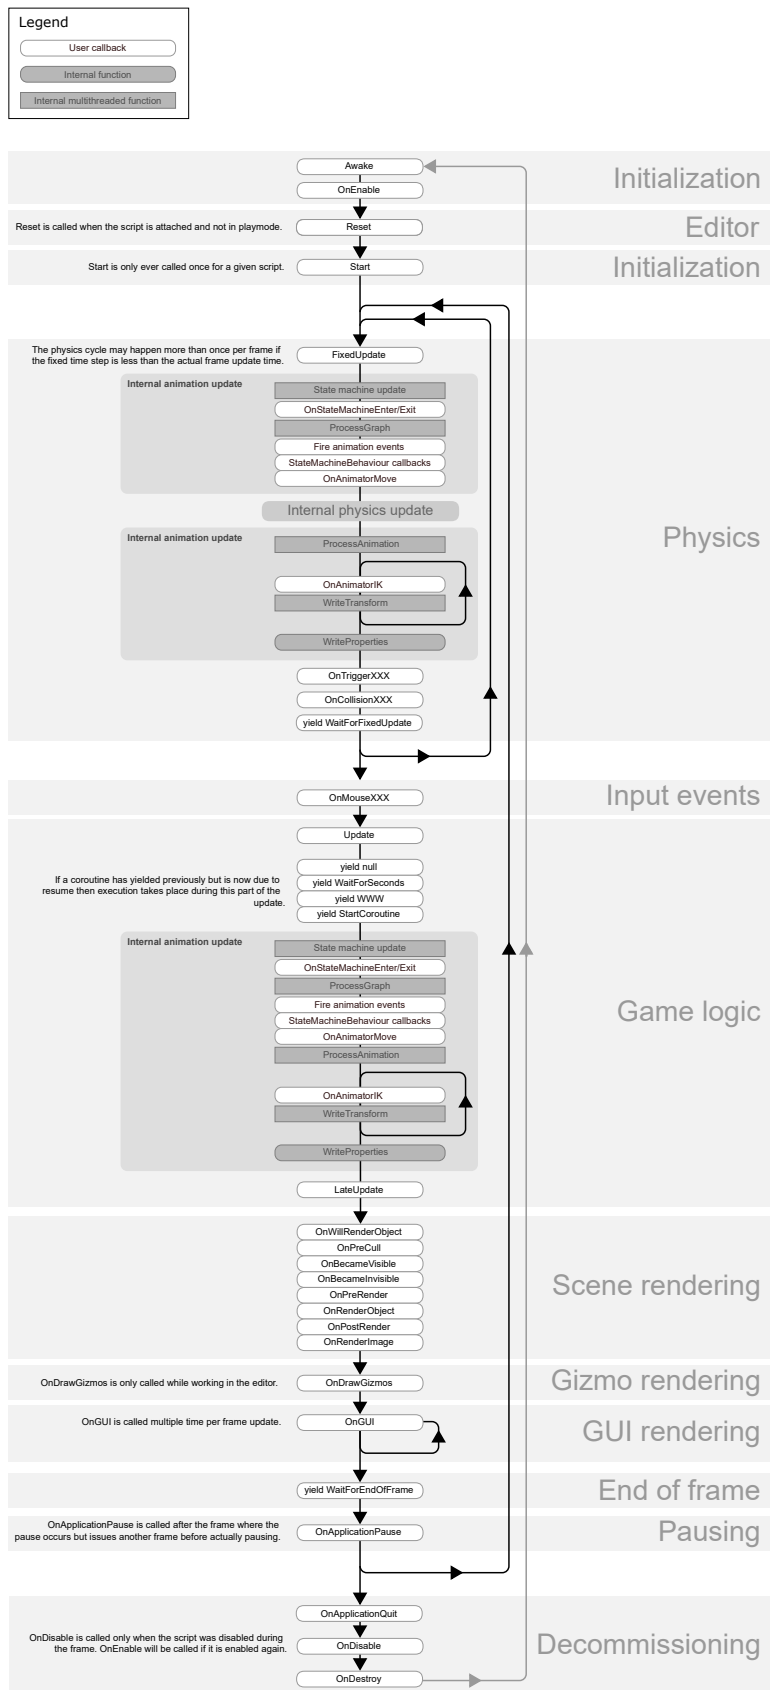 Legend
User callback
Internal function
Internal multithreaded function
Awake
OnEnable
Initialization
Reset is called when the script is attached and not in playmode.
Reset
Editor
Start is only ever called once for a given script.
Start
Initialization
The physics cycle may happen more than once per frame if
the fixed time step is less than the actual frame update time.
FixedUpdate
Internal animation update
State machine update
OnStateMachineEnter/Exit
ProcessGraph
Fire animation events
StateMachineBehaviour callbacks
OnAnimatorMove
Internal physics update
Internal animation update
ProcessAnimation
Physics
OnAnimatorIK
WriteTransform
WriteProperties
OnTriggerXXX
OnCollisionXXX
yield WaitForFixedUpdate
OnMouseXXX
Input events
Update
yield null
If a coroutine has yielded previously but is now due to
resume then execution takes place during this part of the
update.
yield WaitForSeconds
yield WWW
yield StartCoroutine
Internal animation update
State machine update
OnStateMachineEnter/Exit
ProcessGraph
Fire animation events
Game logic
StateMachineBehaviour callbacks
OnAnimatorMove
ProcessAnimation
OnAnimatorIK
WriteTransform
WriteProperties
LateUpdate
OnWillRenderObject
OnPreCull
OnBecameVisible
OnBecameInvisible
Scene rendering
OnPreRender
OnRenderObject
OnPostRender
OnRenderImage
OnDrawGizmos is only called while working in the editor.
OnDrawGizmos
Gizmo rendering
OnGUI is called multiple time per frame update.
OnGUI
GUI rendering
yield WaitForEndOfFrame
End of frame
OnApplicationPause is called after the frame where the
pause occurs but issues another frame before actually pausing.
OnApplicationPause
Pausing
OnApplicationQuit
OnDisable is called only when the script was disabled during
the frame. OnEnable will be called if it is enabled again.
OnDisable
Decommissioning
OnDestroy